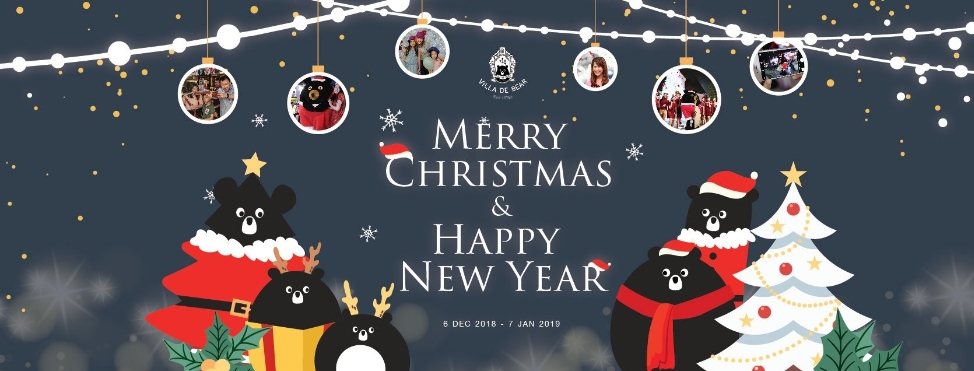 VILLA DE BEAR
MERRY
CHRISTMAS
&
HAPPY
NEW YEAR
6 DEC 2018 - 7 JAN 2019